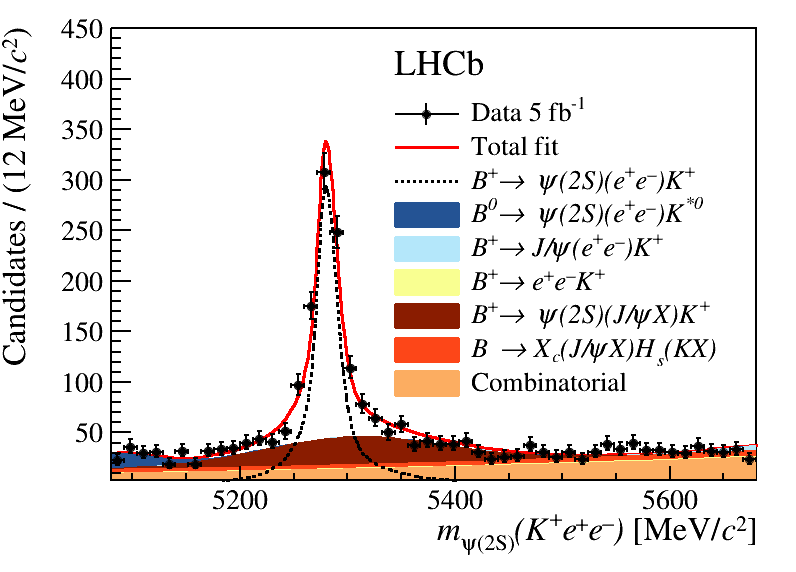 450
400
350
300
250
200
150
100
50
Candidates / (12 MeV/c²)
LHCb
Data 5 fb⁻¹
Total fit
B⁺→ ψ(2S)(e⁺e⁻)K⁺
B⁰→ ψ(2S)(e⁺e⁻)K*⁰
B⁺→ J/ψ(e⁺e⁻)K⁺
B⁺→ e⁺e⁻K⁺
B⁺→ ψ(2S)(J/ψX)K⁺
B → X_c(J/ψX)H_s(KX)
Combinatorial
5200 5400 5600
m_ψ(2S)(K⁺e⁺e⁻) [MeV/c²]